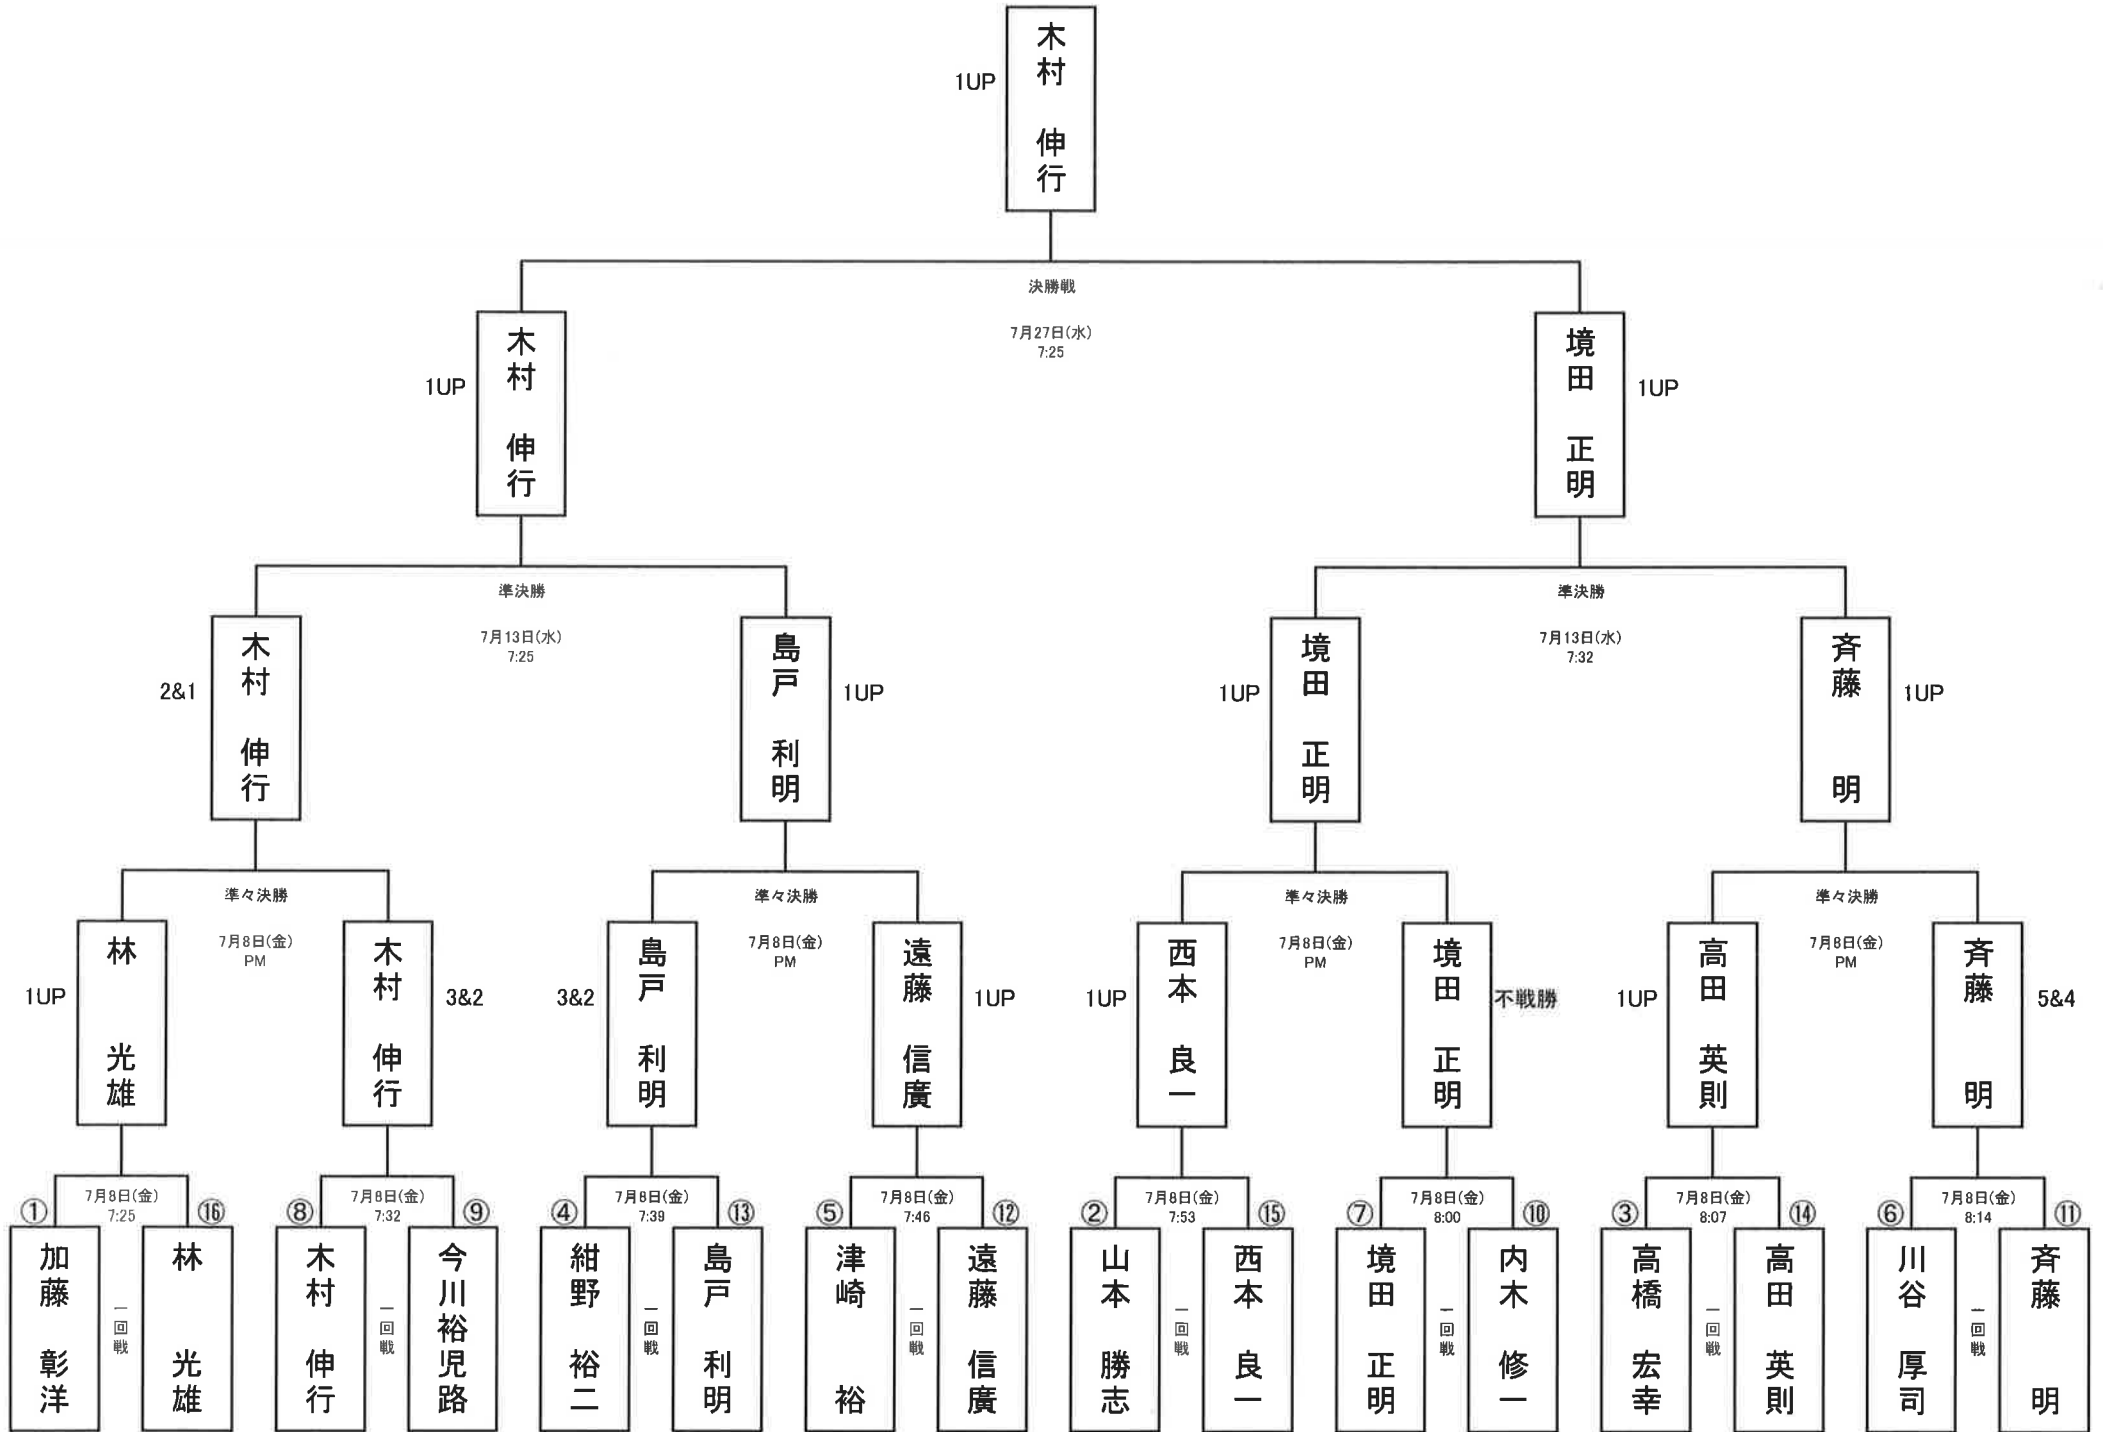 木村 伸行
1UP
決勝戦
7月27日(水)
7:25
木村 伸行
1UP
境田 正明
1UP
準決勝
7月13日(水)
7:25
準決勝
7月13日(水)
7:32
2&1
木村 伸行
島戸 利明
1UP
1UP
境田 正明
斉藤 明
1UP
準々決勝
7月8日(金)
PM
準々決勝
7月8日(金)
PM
準々決勝
7月8日(金)
PM
準々決勝
7月8日(金)
PM
1UP
林 光雄
木村 伸行
3&2
3&2
島戸 利明
遠藤 信廣
1UP
1UP
西本 良一
境田 正明
不戦勝
1UP
高田 英則
斉藤 明
5&4
①
加藤 彰洋
7月8日(金)
7:25
一回戦
⑯
林 光雄
⑧
木村 伸行
7月8日(金)
7:32
一回戦
⑨
今川裕児路
④
紺野 裕二
7月8日(金)
7:39
一回戦
⑬
島戸 利明
⑤
津崎 裕
7月8日(金)
7:46
一回戦
⑫
遠藤 信廣
②
山本 勝志
7月8日(金)
7:53
一回戦
⑮
西本 良一
⑦
境田 正明
7月8日(金)
8:00
一回戦
⑩
内木 修一
③
高橋 宏幸
7月8日(金)
8:07
一回戦
⑭
高田 英則
⑥
川谷 厚司
7月8日(金)
8:14
一回戦
⑪
斉藤 明